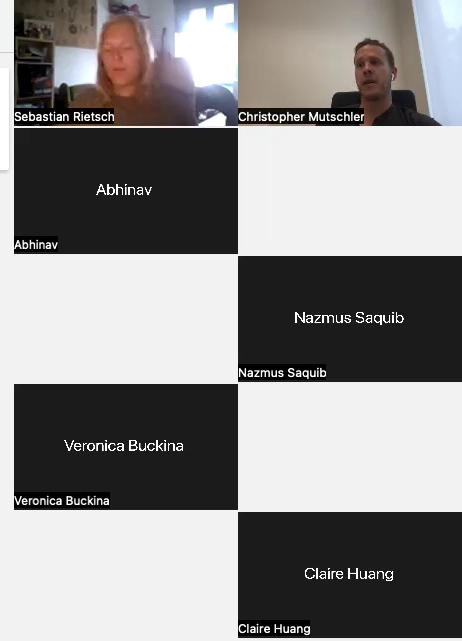 Sebastian Rietsch
Christopher Mutschler
Abhinav
Abhinav
Nazmus Saquib
Nazmus Saquib
Veronica Buckina
Veronica Buckina
Claire Huang
Claire Huang